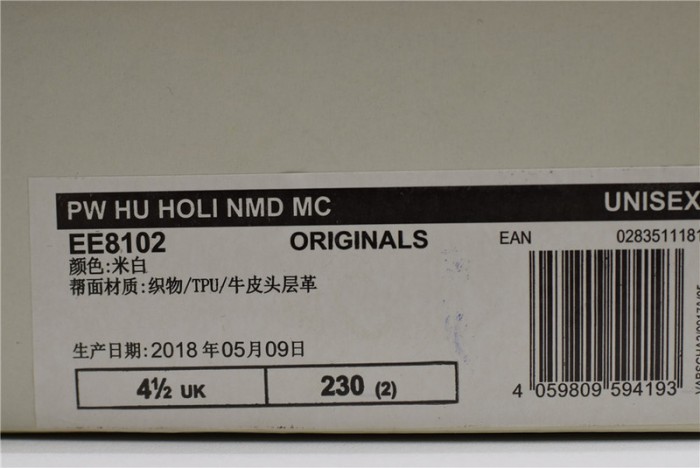 PW HU HOLI NMD MC UNISEX
EE8102 ORIGINALS EAN 0283511181
颜色:米白
帮面材质:织物/TPU/牛皮头层革
生产日期:2018年05月09日
4½ UK 230 (2)
4 059809 594193